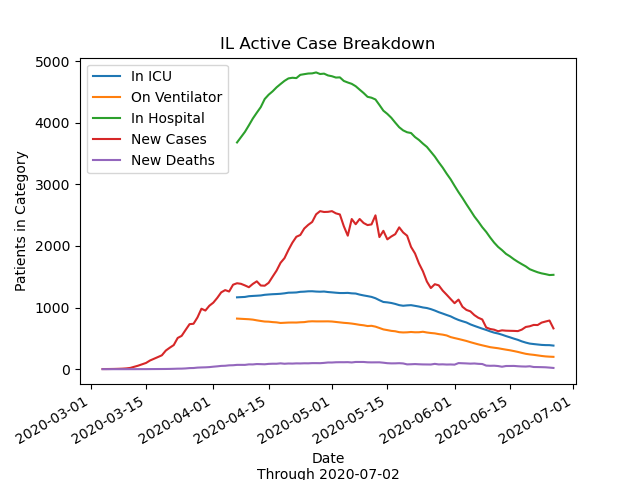 IL Active Case Breakdown
In ICU
On Ventilator
In Hospital
New Cases
New Deaths
Patients in Category
5000
4000
3000
2000
1000
0
2020-03-01
2020-03-15
2020-04-01
2020-04-15
2020-05-01
2020-05-15
2020-06-01
2020-06-15
2020-07-01
Date
Through 2020-07-02